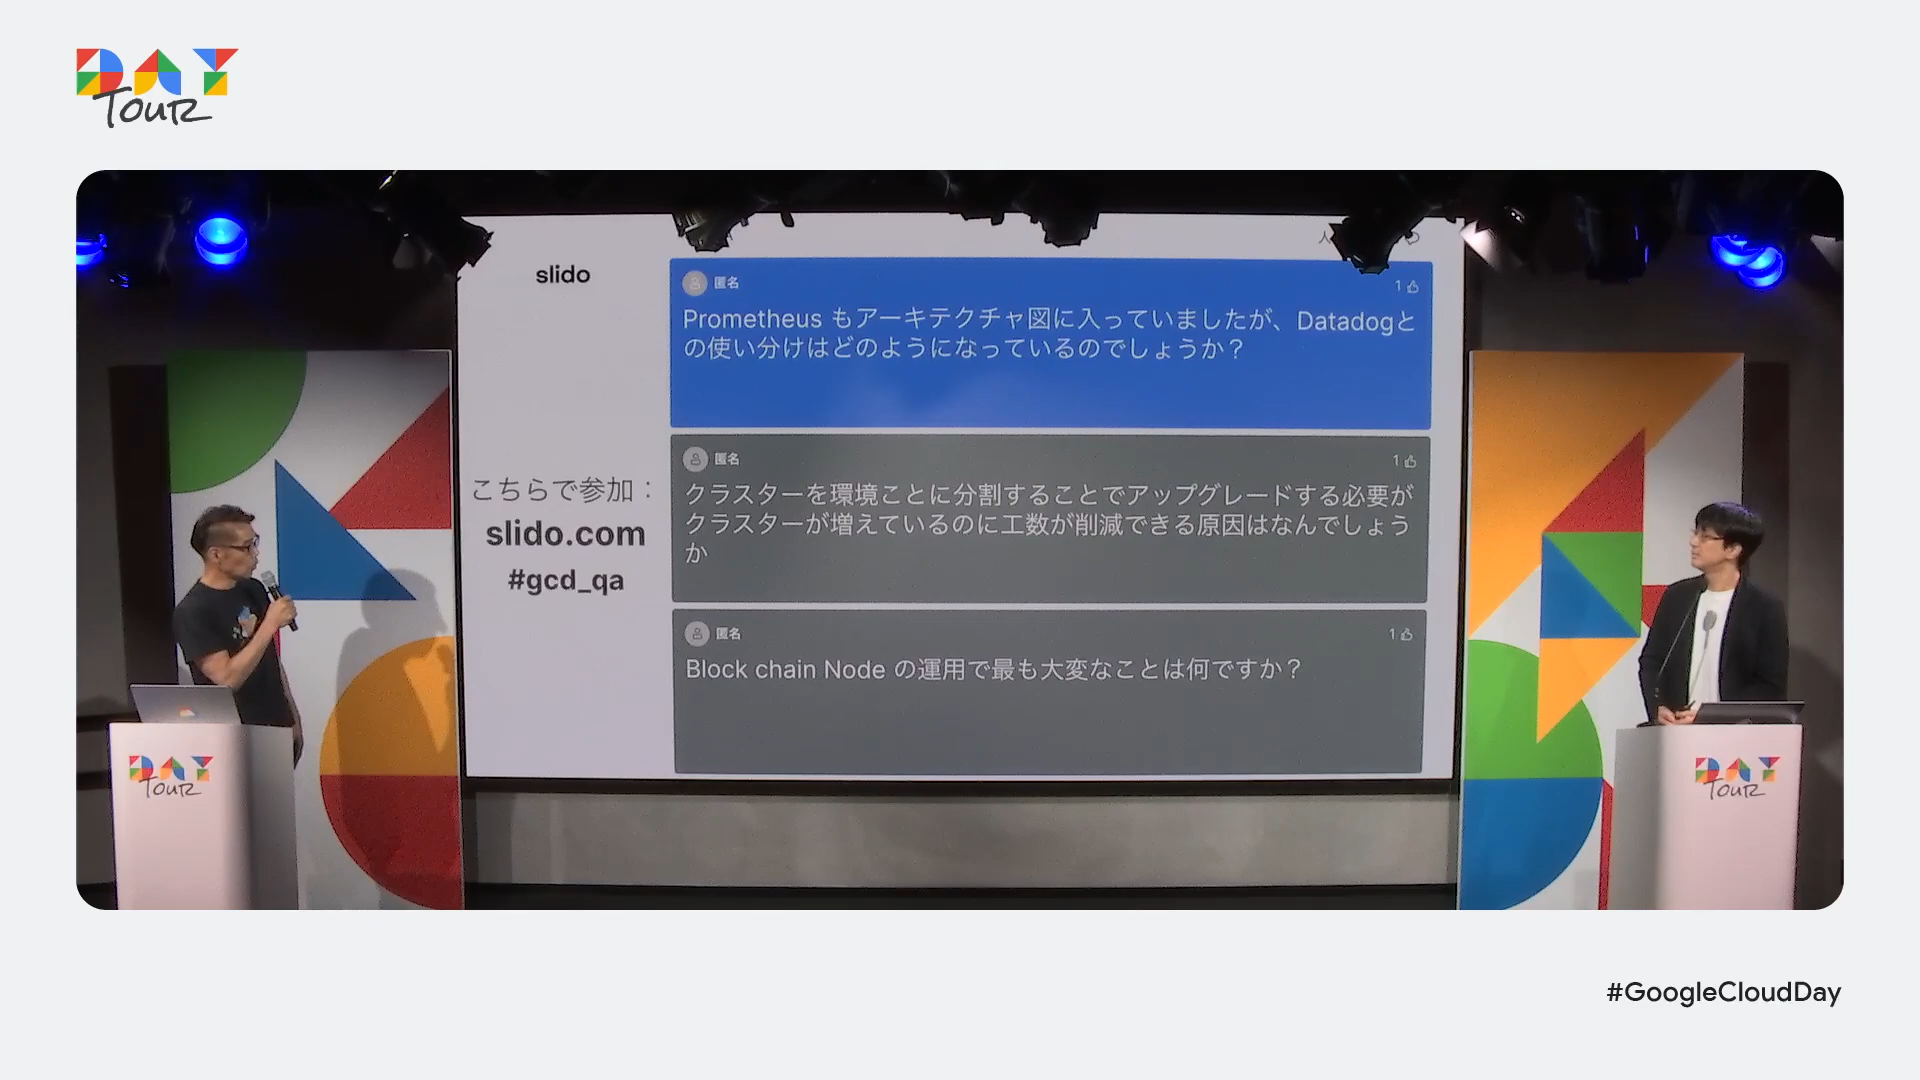 DAY
Tour
slido
匿名
1
Prometheus もアーキテクチャ図に入っていましたが、Datadogと
の使い分けはどのようになっているのでしょうか？
こちらで参加：
slido.com
#gcd_qa
匿名
1
クラスターを環境ことに分割することでアップグレードする必要が
クラスターが増えているのに工数が削減できる原因はなんでしょう
か
匿名
1
Block chain Node の運用で最も大変なことは何ですか？
DAY
Tour
DAY
Tour
#GoogleCloudDay